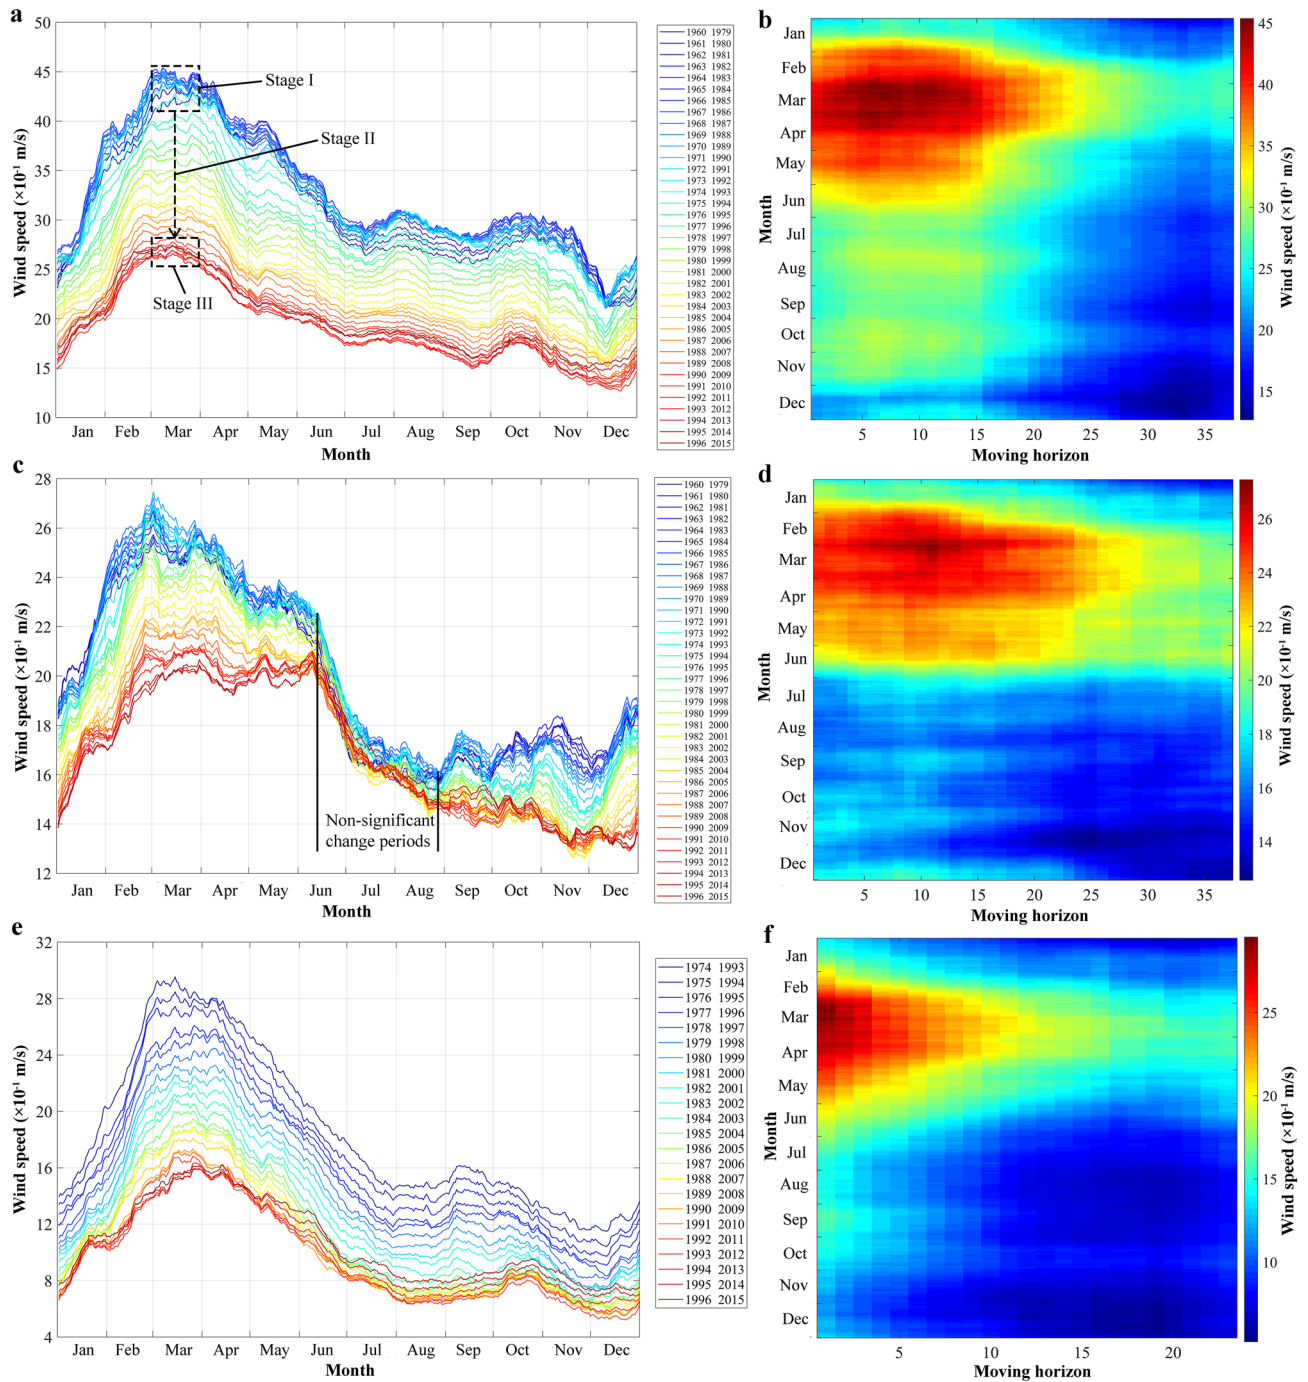 a
50
45
40
35
30
25
20
15
10
Wind speed (×10⁻¹ m/s)
Stage I
Stage II
Stage III
Jan Feb Mar Apr May Jun Jul Aug Sep Oct Nov Dec
Month
1960 1979
1961 1980
1962 1981
1963 1982
1964 1983
1965 1984
1966 1985
1967 1986
1968 1987
1969 1988
1970 1989
1971 1990
1972 1991
1973 1992
1974 1993
1975 1994
1976 1995
1977 1996
1978 1997
1979 1998
1980 1999
1981 2000
1982 2001
1983 2002
1984 2003
1985 2004
1986 2005
1987 2006
1988 2007
1989 2008
1990 2009
1991 2010
1992 2011
1993 2012
1994 2013
1995 2014
1996 2015
b
Jan
Feb
Mar
Apr
May
Jun
Jul
Aug
Sep
Oct
Nov
Dec
Month
5 10 15 20 25 30 35
Moving horizon
45
40
35
30
25
20
15
Wind speed (×10⁻¹ m/s)
c
28
26
24
22
20
18
16
14
12
Wind speed (×10⁻¹ m/s)
Non-significant
change periods
Jan Feb Mar Apr May Jun Jul Aug Sep Oct Nov Dec
Month
1960 1979
1961 1980
1962 1981
1963 1982
1964 1983
1965 1984
1966 1985
1967 1986
1968 1987
1969 1988
1970 1989
1971 1990
1972 1991
1973 1992
1974 1993
1975 1994
1976 1995
1977 1996
1978 1997
1979 1998
1980 1999
1981 2000
1982 2001
1983 2002
1984 2003
1985 2004
1986 2005
1987 2006
1988 2007
1989 2008
1990 2009
1991 2010
1992 2011
1993 2012
1994 2013
1995 2014
1996 2015
d
Jan
Feb
Mar
Apr
May
Jun
Jul
Aug
Sep
Oct
Nov
Dec
Month
5 10 15 20 25 30 35
Moving horizon
26
24
22
20
18
16
14
Wind speed (×10⁻¹ m/s)
e
32
28
24
20
16
12
8
4
Wind speed (×10⁻¹ m/s)
Jan Feb Mar Apr May Jun Jul Aug Sep Oct Nov Dec
Month
1974 1993
1975 1994
1976 1995
1977 1996
1978 1997
1979 1998
1980 1999
1981 2000
1982 2001
1983 2002
1984 2003
1985 2004
1986 2005
1987 2006
1988 2007
1989 2008
1990 2009
1991 2010
1992 2011
1993 2012
1994 2013
1995 2014
1996 2015
f
Jan
Feb
Mar
Apr
May
Jun
Jul
Aug
Sep
Oct
Nov
Dec
Month
5 10 15 20
Moving horizon
25
20
15
10
Wind speed (×10⁻¹ m/s)